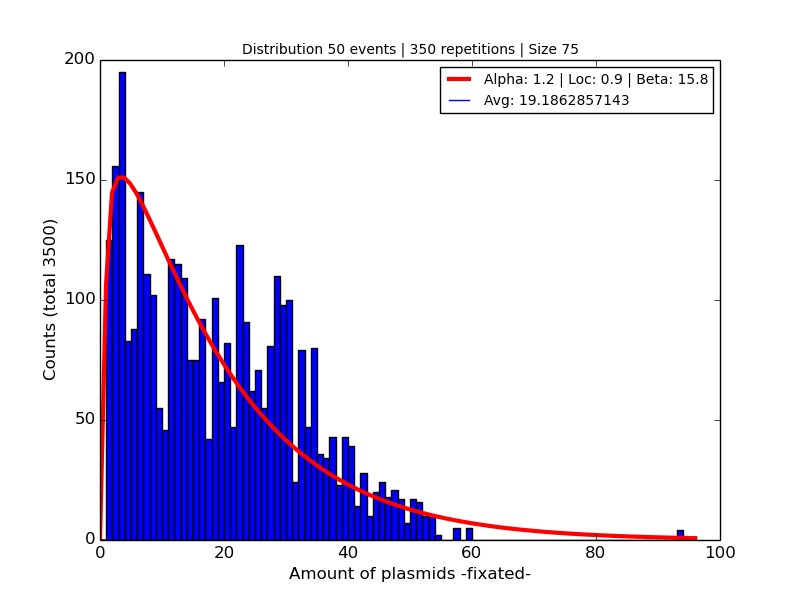 Distribution 50 events | 350 repetitions | Size 75
Alpha: 1.2 | Loc: 0.9 | Beta: 15.8
Avg: 19.1862857143
200
150
100
50
0
Counts (total 3500)
0 20 40 60 80 100
Amount of plasmids -fixated-